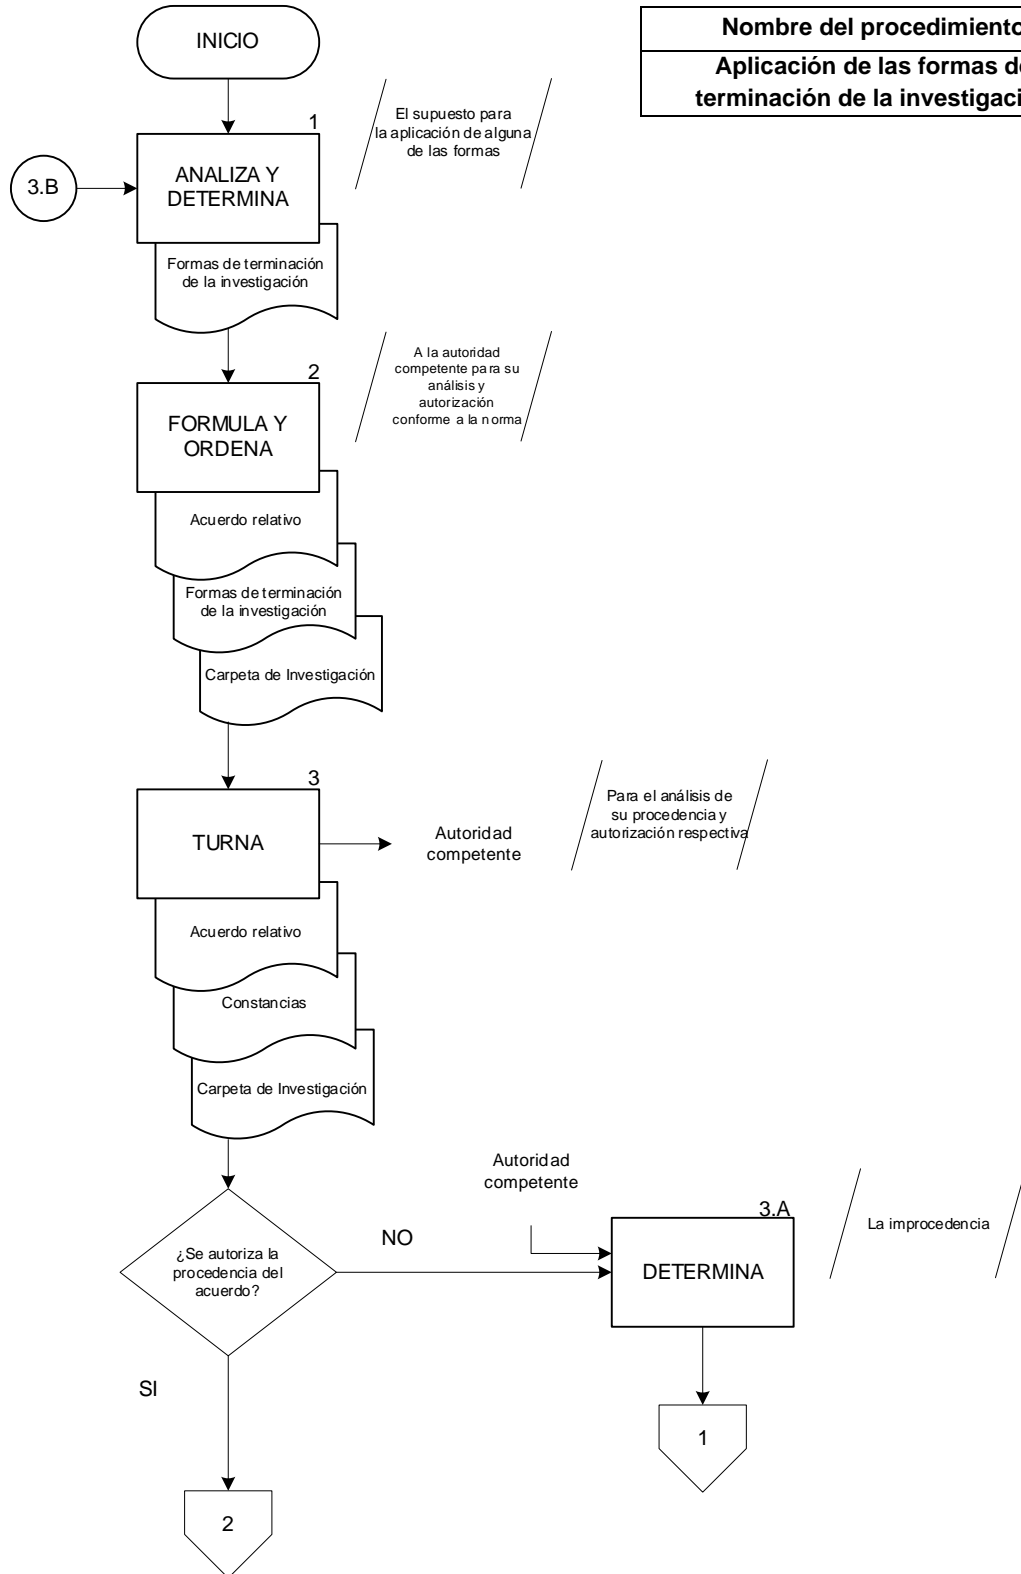 Nombre del procedimiento
Aplicación de las formas de
terminación de la investigaci
INICIO
El supuesto para
la aplicación de alguna
de las formas
1
3.B
ANALIZA Y
DETERMINA
Formas de terminación
de la investigación
A la autoridad
competente para su
análisis y
autorización
conforme a la norma
2
FORMULA Y
ORDENA
Acuerdo relativo
Formas de terminación
de la investigación
Carpeta de Investigación
3
TURNA
Autoridad
competente
Para el análisis de
su procedencia y
autorización respectiva
Acuerdo relativo
Constancias
Carpeta de Investigación
¿Se autoriza la
procedencia del
acuerdo?
NO
Autoridad
competente
3.A
DETERMINA
La improcedencia
SI
1
2